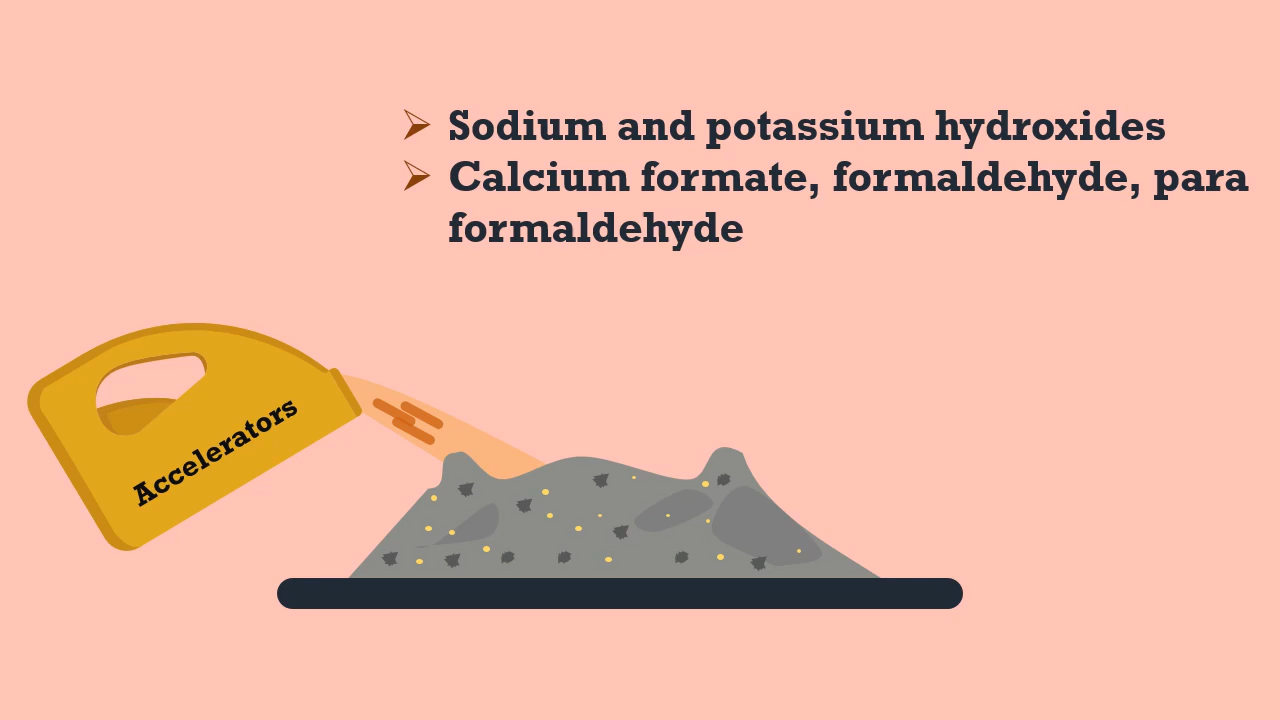 ➢ Sodium and potassium hydroxides
➢ Calcium formate, formaldehyde, para
formaldehyde
Accelerators